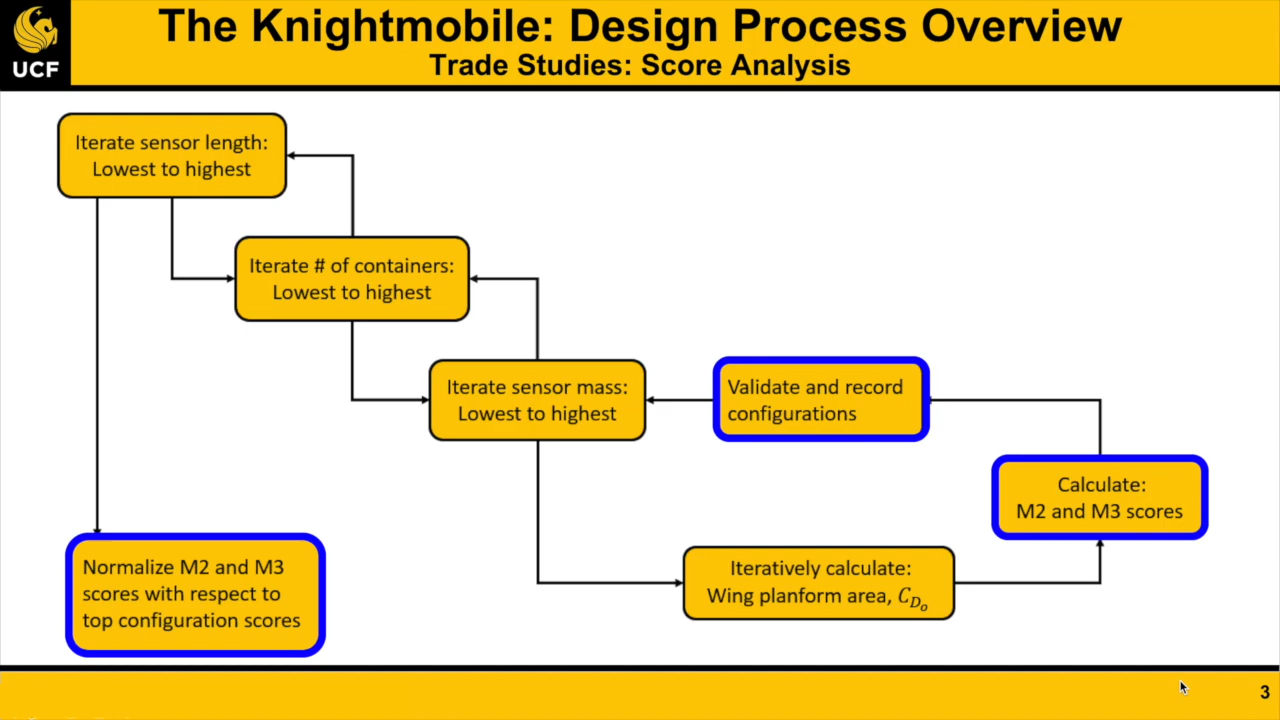 The Knightmobile: Design Process Overview
Trade Studies: Score Analysis
UCF
Iterate sensor length:
Lowest to highest
Iterate # of containers:
Lowest to highest
Iterate sensor mass:
Lowest to highest
Validate and record
configurations
Calculate:
M2 and M3 scores
Iteratively calculate:
Wing planform area, C_{D_o}
Normalize M2 and M3
scores with respect to
top configuration scores
3